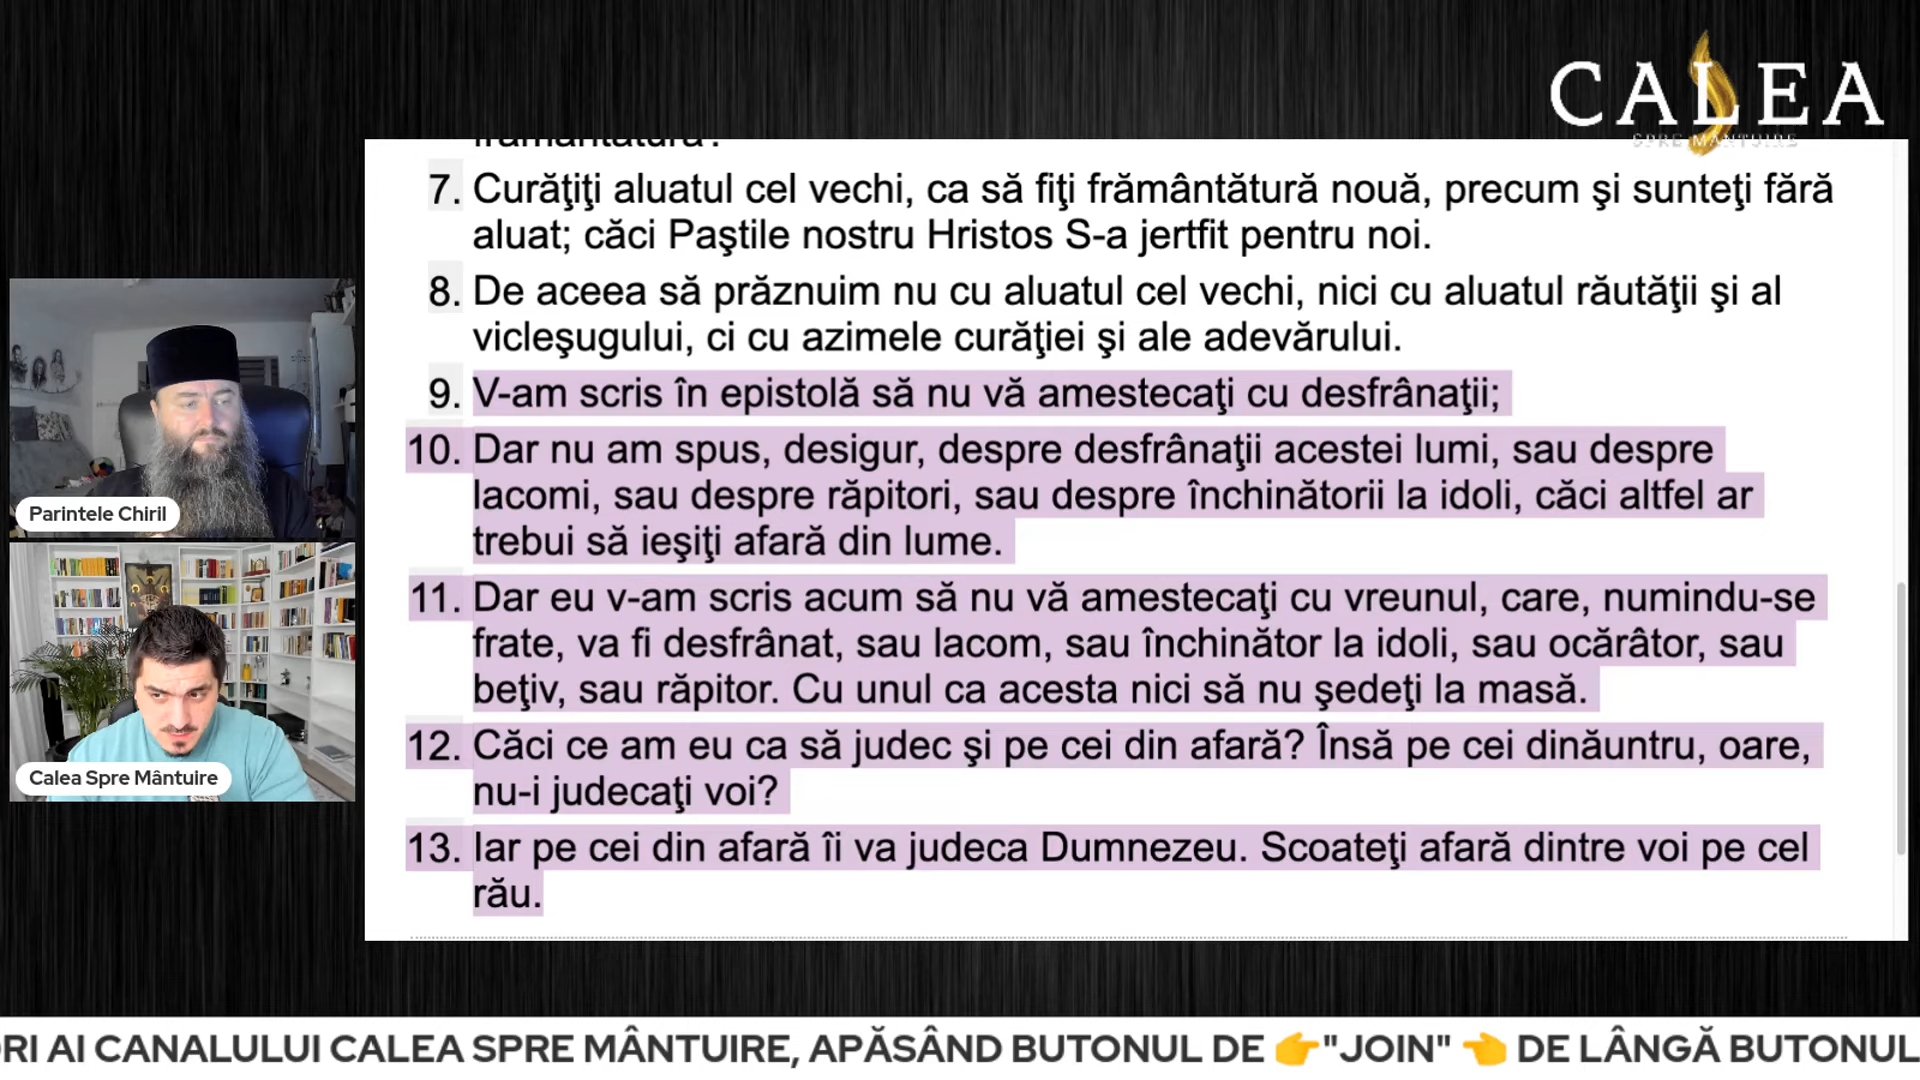 CALEA
SPRE MANTUIRE
frământătura?
7. Curăţiţi aluatul cel vechi, ca să fiţi frământătură nouă, precum şi sunteţi fără
aluat; căci Paştile nostru Hristos S-a jertfit pentru noi.
8. De aceea să prăznuim nu cu aluatul cel vechi, nici cu aluatul răutăţii şi al
vicleşugului, ci cu azimele curăţiei şi ale adevărului.
9. V-am scris în epistolă să nu vă amestecaţi cu desfrânaţii;
10. Dar nu am spus, desigur, despre desfrânaţii acestei lumi, sau despre
lacomi, sau despre răpitori, sau despre închinătorii la idoli, căci altfel ar
trebui să ieşiţi afară din lume.
11. Dar eu v-am scris acum să nu vă amestecaţi cu vreunul, care, numindu-se
frate, va fi desfrânat, sau lacom, sau închinător la idoli, sau ocărâtor, sau
beţiv, sau răpitor. Cu unul ca acesta nici să nu şedeţi la masă.
12. Căci ce am eu ca să judec şi pe cei din afară? Însă pe cei dinăuntru, oare,
nu-i judecaţi voi?
13. Iar pe cei din afară îi va judeca Dumnezeu. Scoateţi afară dintre voi pe cel
rău.
Parintele Chiril
Calea Spre Mântuire
RI AI CANALULUI CALEA SPRE MÂNTUIRE, APĂSÂND BUTONUL DE 👉"JOIN" 👈 DE LÂNGĂ BUTONUL